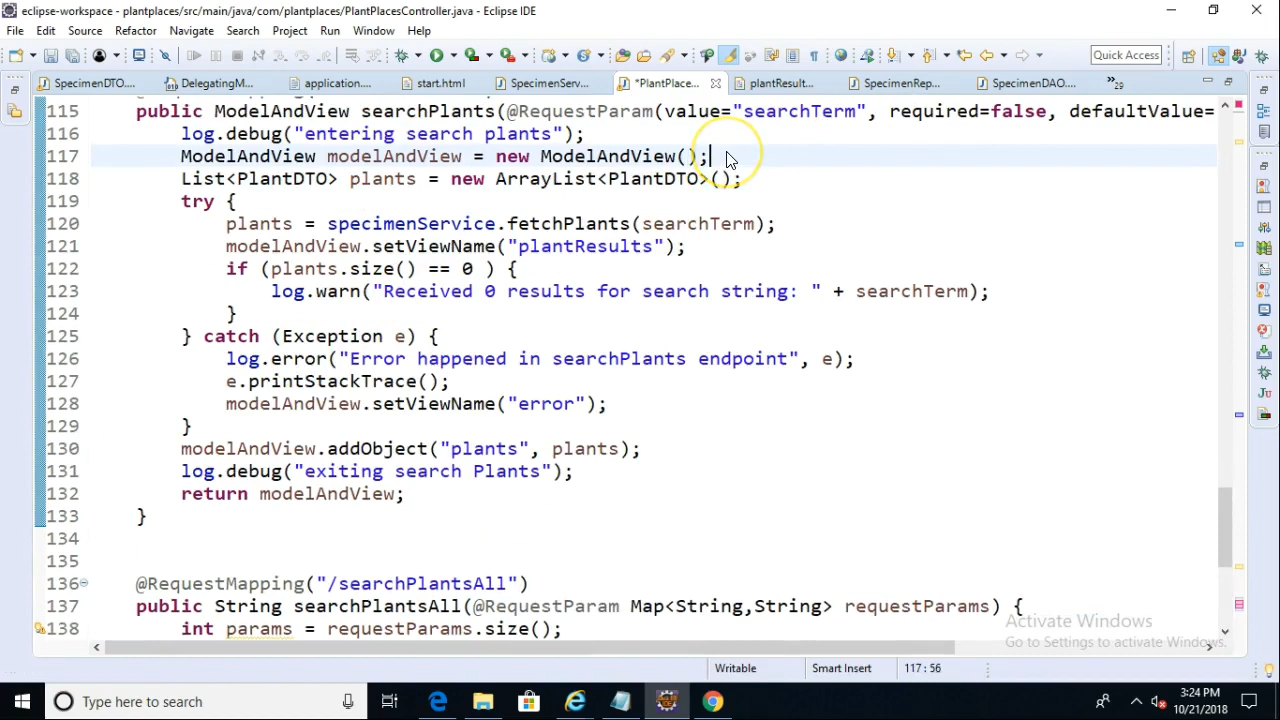 eclipse-workspace - plantplaces/src/main/java/com/plantplaces/PlantPlacesController.java - Eclipse IDE
File Edit Source Refactor Navigate Search Project Run Window Help
Quick Access
SpecimenDTO.... DelegatingM... application.... start.html SpecimenServ... *PlantPlace... plantResult... SpecimenRep... SpecimenDAO.... »29
115 public ModelAndView searchPlants(@RequestParam(value="searchTerm", required=false, defaultValue=
116 log.debug("entering search plants");
117 ModelAndView modelAndView = new ModelAndView();
118 List<PlantDTO> plants = new ArrayList<PlantDTO>();
119 try {
120 plants = specimenService.fetchPlants(searchTerm);
121 modelAndView.setViewName("plantResults");
122 if (plants.size() == 0 ) {
123 log.warn("Received 0 results for search string: " + searchTerm);
124 }
125 } catch (Exception e) {
126 log.error("Error happened in searchPlants endpoint", e);
127 e.printStackTrace();
128 modelAndView.setViewName("error");
129 }
130 modelAndView.addObject("plants", plants);
131 log.debug("exiting search Plants");
132 return modelAndView;
133 }
134
135
136 @RequestMapping("/searchPlantsAll")
137 public String searchPlantsAll(@RequestParam Map<String,String> requestParams) {
138 int params = requestParams.size();
Activate Windows
Go to Settings to activate Windows.
Writable Smart Insert 117 : 56
Type here to search
3:24 PM
10/21/2018